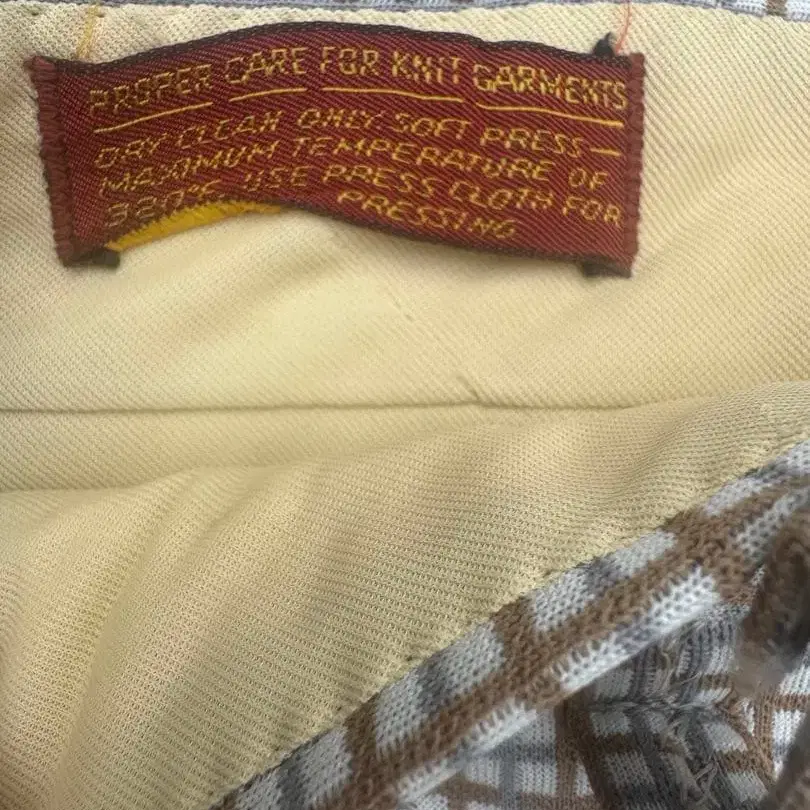 PROPER CARE FOR KNIT GARMENTS
DRY CLEAN ONLY SOFT PRESS—
MAXIMUM TEMPERATURE OF
320°F. USE PRESS CLOTH FOR
PRESSING